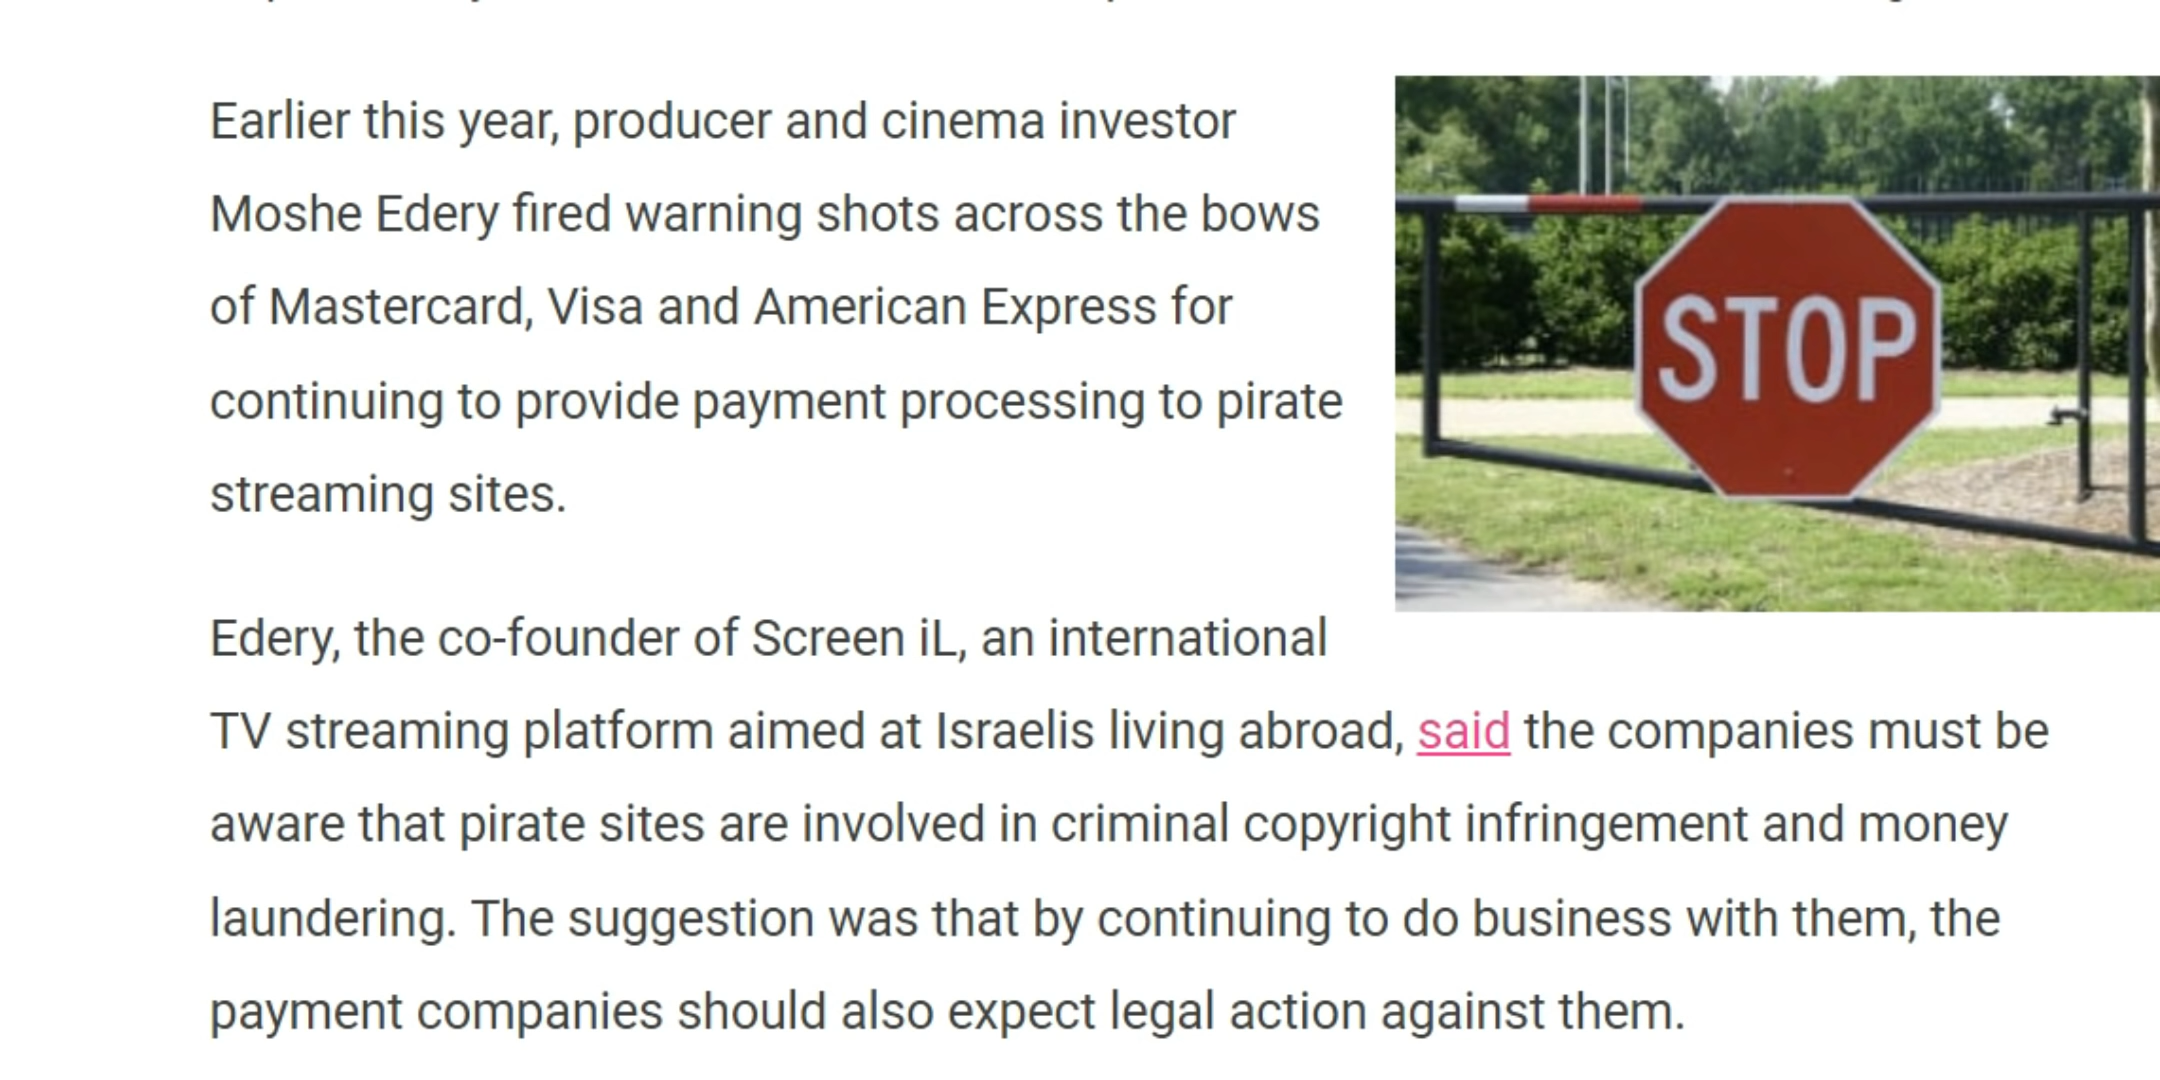 Earlier this year, producer and cinema investor
Moshe Edery fired warning shots across the bows
of Mastercard, Visa and American Express for
continuing to provide payment processing to pirate
streaming sites.
STOP
Edery, the co-founder of Screen iL, an international
TV streaming platform aimed at Israelis living abroad, said the companies must be
aware that pirate sites are involved in criminal copyright infringement and money
laundering. The suggestion was that by continuing to do business with them, the
payment companies should also expect legal action against them.